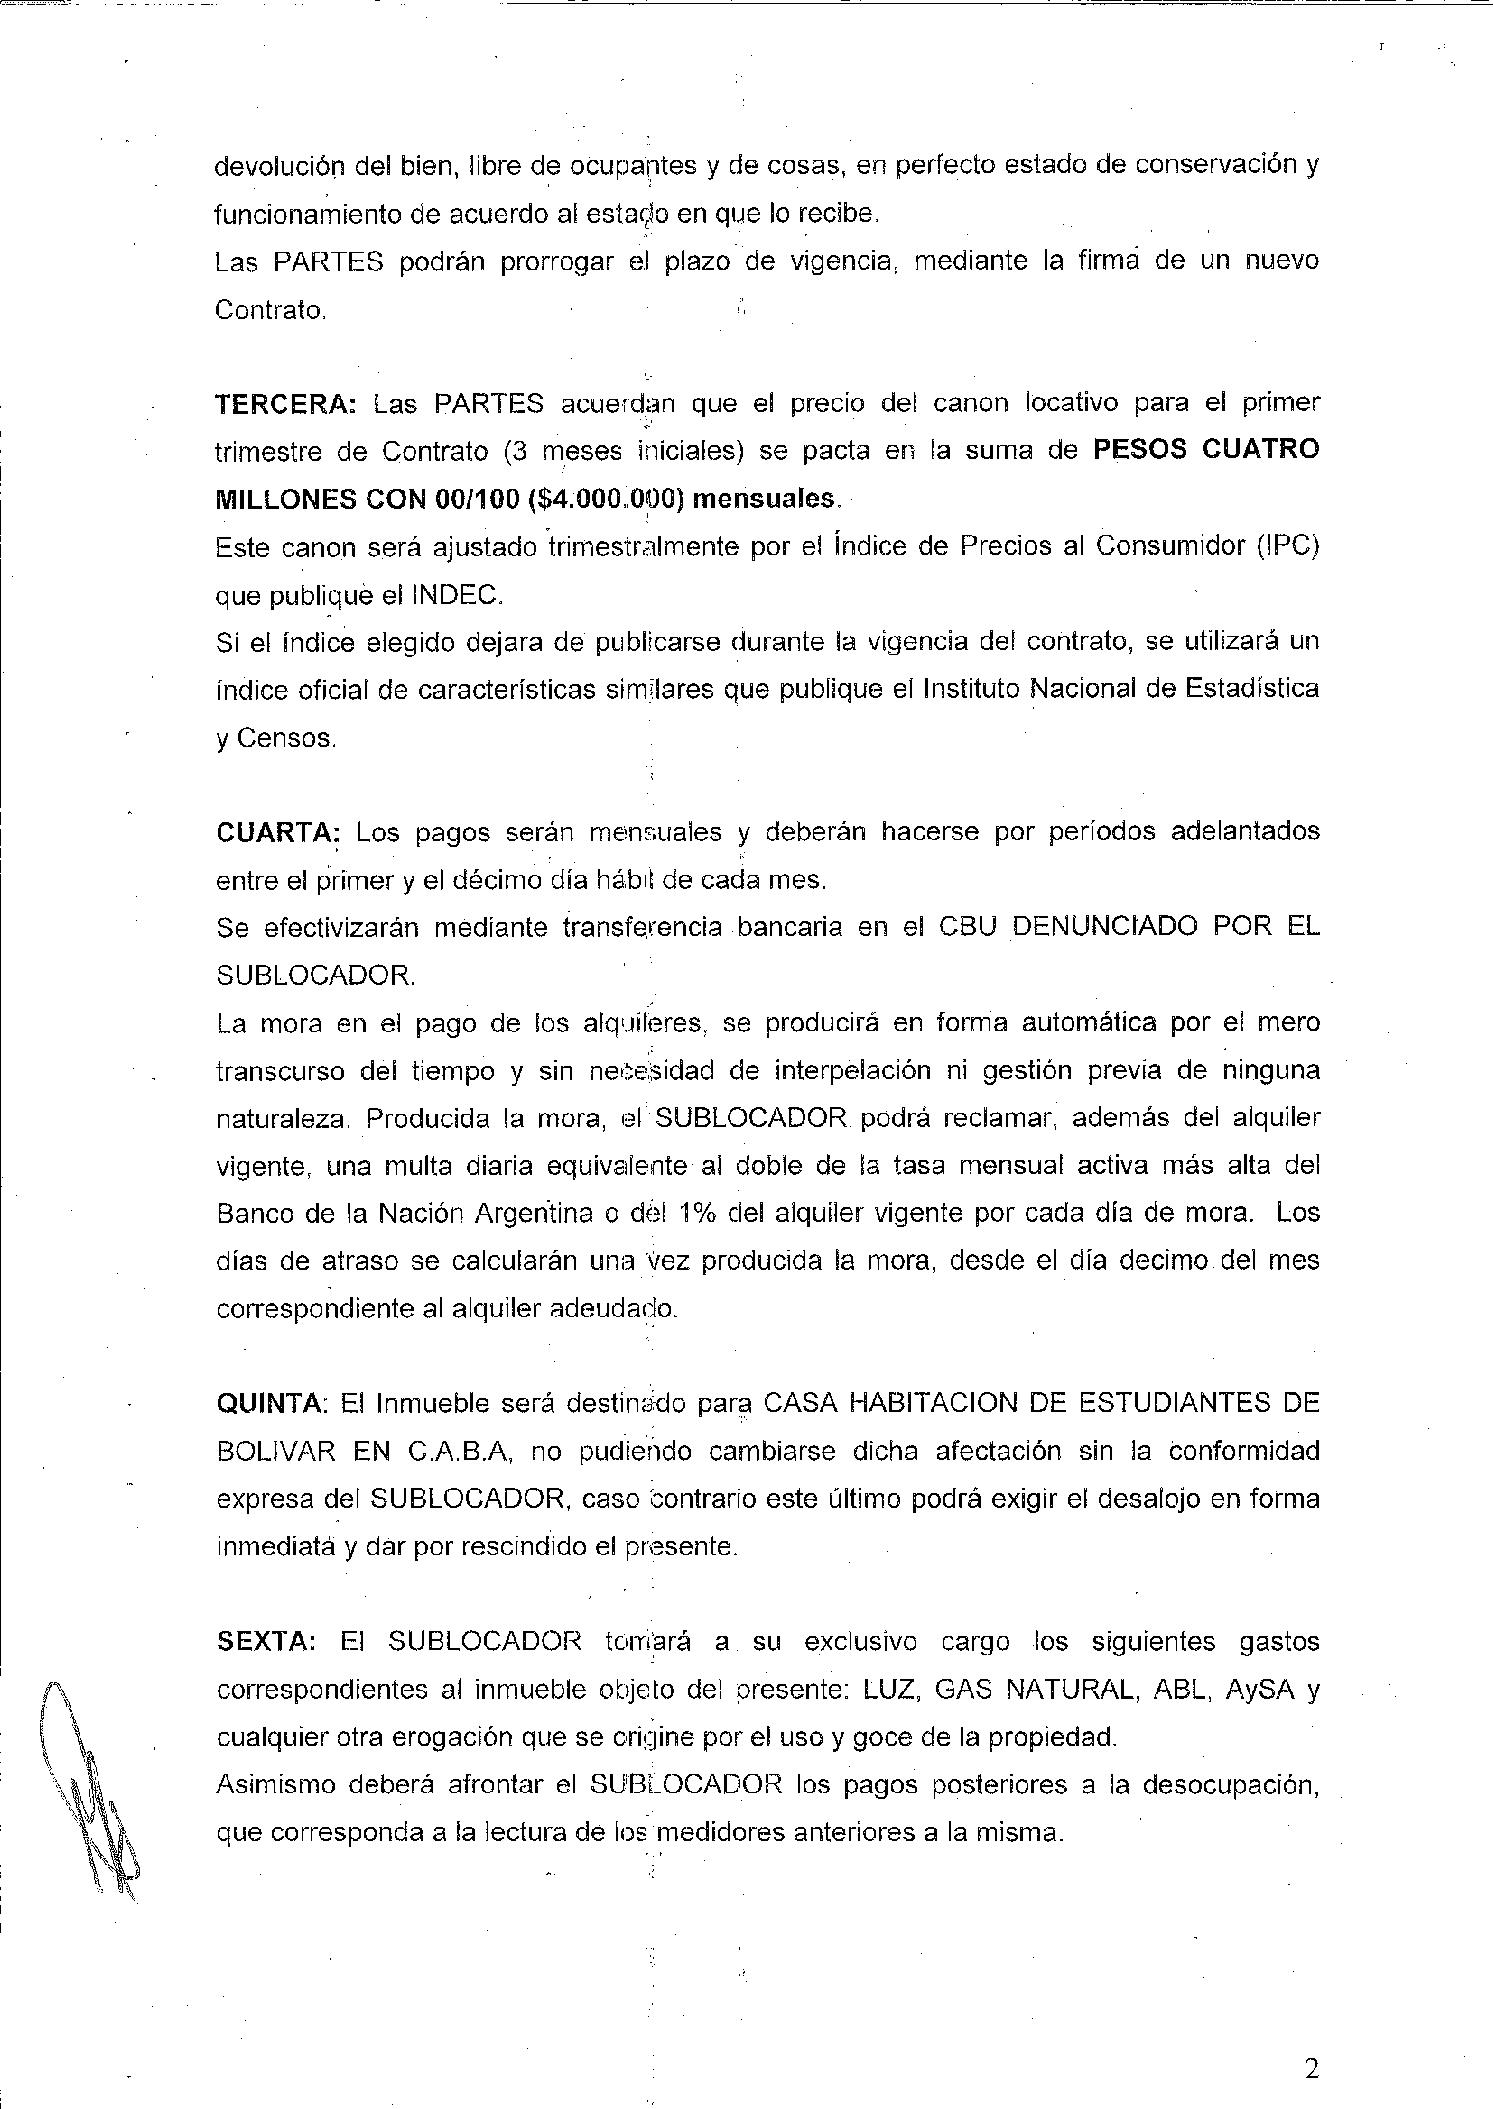 devolución del bien, libre de ocupantes y de cosas, en perfecto estado de conservación y
funcionamiento de acuerdo al estado en que lo recibe.
Las PARTES podrán prorrogar el plazo de vigencia, mediante la firma de un nuevo
Contrato.
TERCERA: Las PARTES acuerdan que el precio del canon locativo para el primer
trimestre de Contrato (3 meses iniciales) se pacta en la suma de PESOS CUATRO
MILLONES CON 00/100 ($4.000.000) mensuales.
Este canon será ajustado trimestralmente por el Índice de Precios al Consumidor (IPC)
que publique el INDEC.
Si el índice elegido dejara de publicarse durante la vigencia del contrato, se utilizará un
índice oficial de características similares que publique el Instituto Nacional de Estadística
y Censos.
CUARTA: Los pagos serán mensuales y deberán hacerse por períodos adelantados
entre el primer y el décimo día hábil de cada mes.
Se efectivizarán mediante transferencia bancaria en el CBU DENUNCIADO POR EL
SUBLOCADOR.
La mora en el pago de los alquileres, se producirá en forma automática por el mero
transcurso del tiempo y sin necesidad de interpelación ni gestión previa de ninguna
naturaleza. Producida la mora, el SUBLOCADOR podrá reclamar, además del alquiler
vigente, una multa diaria equivalente al doble de la tasa mensual activa más alta del
Banco de la Nación Argentina o del 1% del alquiler vigente por cada día de mora. Los
días de atraso se calcularán una vez producida la mora, desde el día decimo del mes
correspondiente al alquiler adeudado.
QUINTA: El Inmueble será destinado para CASA HABITACION DE ESTUDIANTES DE
BOLIVAR EN C.A.B.A, no pudiendo cambiarse dicha afectación sin la conformidad
expresa del SUBLOCADOR, caso contrario este último podrá exigir el desalojo en forma
inmediata y dar por rescindido el presente.
SEXTA: El SUBLOCADOR tomará a su exclusivo cargo los siguientes gastos
correspondientes al inmueble objeto del presente: LUZ, GAS NATURAL, ABL, AySA y
cualquier otra erogación que se origine por el uso y goce de la propiedad.
Asimismo deberá afrontar el SUBLOCADOR los pagos posteriores a la desocupación,
que corresponda a la lectura de los medidores anteriores a la misma.
2